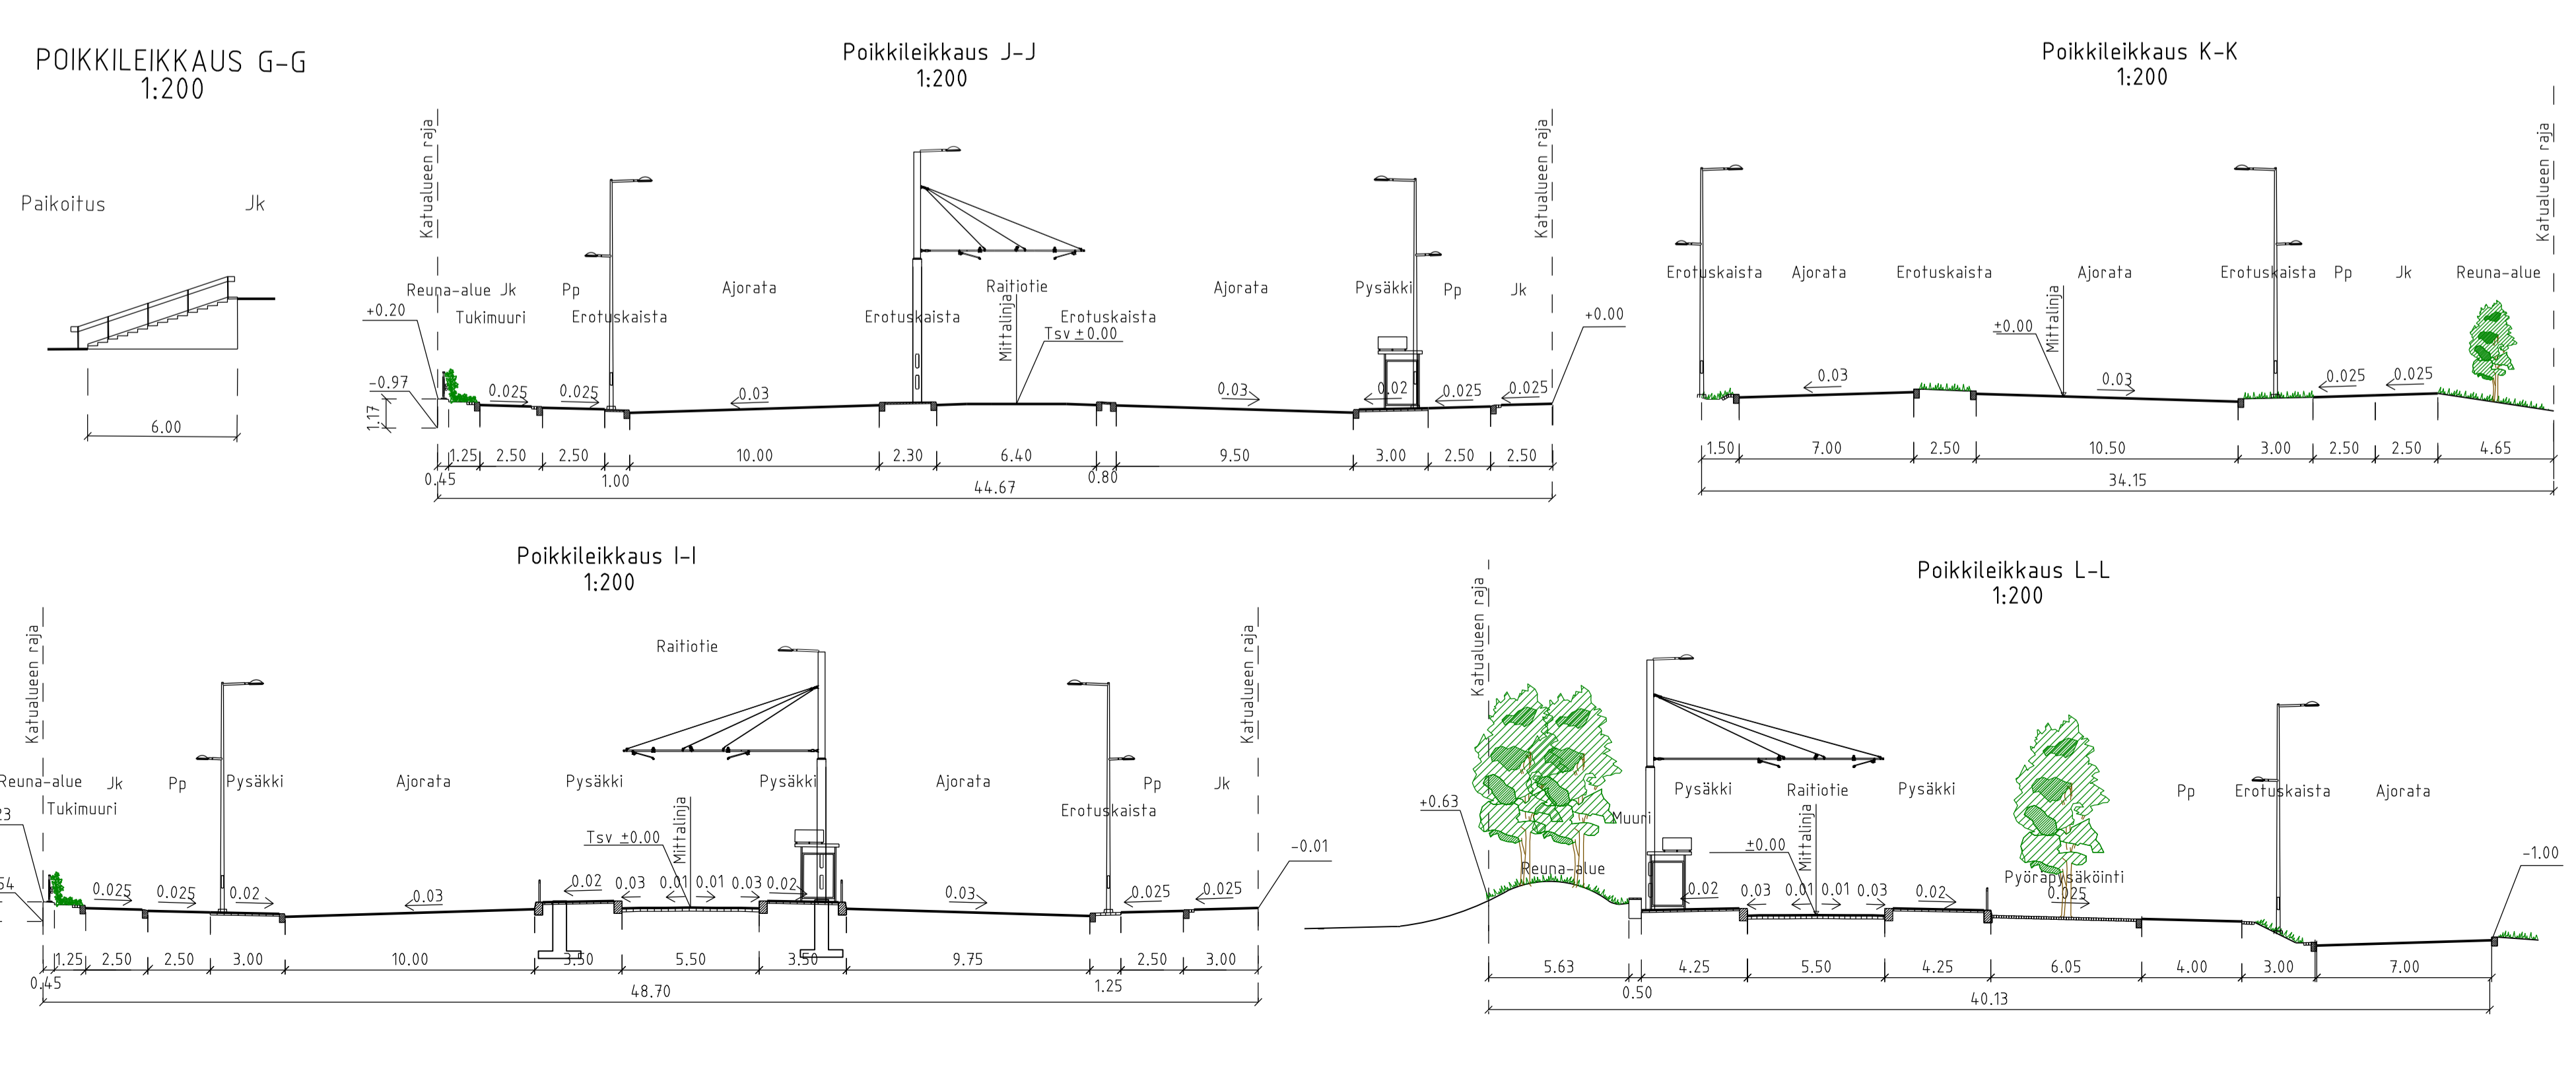 POIKKILEIKKAUS G-G
1:200
Paikoitus Jk
6.00
Poikkileikkaus J-J
1:200
Katualueen raja
Katualueen raja
Reuna-alue Jk Pp Ajorata Raitiotie Ajorata Pysäkki Pp Jk
Tukimuuri Erotuskaista Erotuskaista Erotuskaista
Mittalinja
Tsv ±0.00
+0.20
-0.97
1.17
+0.00
0.025 0.025 0.03 0.03 0.02 0.025 0.025
1.25 2.50 2.50 10.00 2.30 6.40 9.50 3.00 2.50 2.50
0.45 1.00 0.80
44.67
Poikkileikkaus K-K
1:200
Katualueen raja
Erotuskaista Ajorata Erotuskaista Ajorata Erotuskaista Pp Jk Reuna-alue
±0.00
Mittalinja
0.03 0.03 0.025 0.025
1.50 7.00 2.50 10.50 3.00 2.50 2.50 4.65
34.15
Poikkileikkaus I-I
1:200
Katualueen raja
Katualueen raja
Raitiotie
Reuna-alue Jk Pp Pysäkki Ajorata Pysäkki Pysäkki Ajorata Pp Jk
Tukimuuri Erotuskaista
23
54
Tsv ±0.00
Mittalinja
-0.01
0.025 0.025 0.02 0.03 0.02 0.03 0.01 0.01 0.03 0.02 0.03 0.025 0.025
1.25 2.50 2.50 3.00 10.00 3.50 5.50 3.50 9.75 2.50 3.00
0.45 1.25
48.70
Poikkileikkaus L-L
1:200
Katualueen raja
Pysäkki Raitiotie Pysäkki Pp Erotuskaista Ajorata
+0.63
Muuri
±0.00
Mittalinja
-1.00
Reuna-alue Pyöräpysäköinti
0.02 0.03 0.01 0.01 0.03 0.02 0.025
5.63 4.25 5.50 4.25 6.05 4.00 3.00 7.00
0.50
40.13